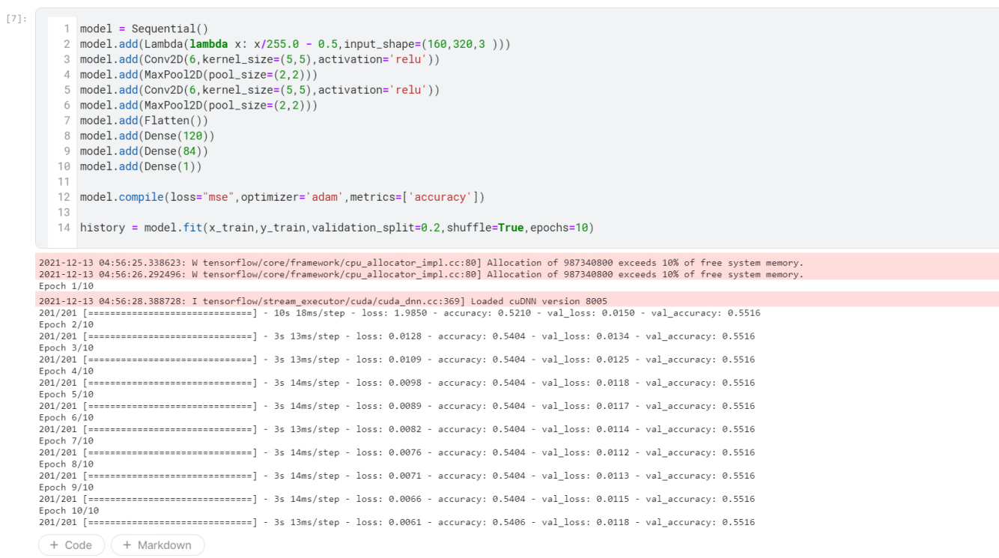 [7]:
1 model = Sequential()
2 model.add(Lambda(lambda x: x/255.0 - 0.5,input_shape=(160,320,3 )))
3 model.add(Conv2D(6,kernel_size=(5,5),activation='relu'))
4 model.add(MaxPool2D(pool_size=(2,2)))
5 model.add(Conv2D(6,kernel_size=(5,5),activation='relu'))
6 model.add(MaxPool2D(pool_size=(2,2)))
7 model.add(Flatten())
8 model.add(Dense(120))
9 model.add(Dense(84))
10 model.add(Dense(1))
11
12 model.compile(loss="mse",optimizer='adam',metrics=['accuracy'])
13
14 history = model.fit(x_train,y_train,validation_split=0.2,shuffle=True,epochs=10)
2021-12-13 04:56:25.338623: W tensorflow/core/framework/cpu_allocator_impl.cc:80] Allocation of 987340800 exceeds 10% of free system memory.
2021-12-13 04:56:26.292496: W tensorflow/core/framework/cpu_allocator_impl.cc:80] Allocation of 987340800 exceeds 10% of free system memory.
Epoch 1/10
2021-12-13 04:56:28.388728: I tensorflow/stream_executor/cuda/cuda_dnn.cc:369] Loaded cuDNN version 8005
201/201 [==============================] - 10s 18ms/step - loss: 1.9850 - accuracy: 0.5210 - val_loss: 0.0150 - val_accuracy: 0.5516
Epoch 2/10
201/201 [==============================] - 3s 13ms/step - loss: 0.0128 - accuracy: 0.5404 - val_loss: 0.0134 - val_accuracy: 0.5516
Epoch 3/10
201/201 [==============================] - 3s 13ms/step - loss: 0.0109 - accuracy: 0.5404 - val_loss: 0.0125 - val_accuracy: 0.5516
Epoch 4/10
201/201 [==============================] - 3s 14ms/step - loss: 0.0098 - accuracy: 0.5404 - val_loss: 0.0118 - val_accuracy: 0.5516
Epoch 5/10
201/201 [==============================] - 3s 14ms/step - loss: 0.0089 - accuracy: 0.5404 - val_loss: 0.0117 - val_accuracy: 0.5516
Epoch 6/10
201/201 [==============================] - 3s 13ms/step - loss: 0.0082 - accuracy: 0.5404 - val_loss: 0.0114 - val_accuracy: 0.5516
Epoch 7/10
201/201 [==============================] - 3s 14ms/step - loss: 0.0076 - accuracy: 0.5404 - val_loss: 0.0112 - val_accuracy: 0.5516
Epoch 8/10
201/201 [==============================] - 3s 14ms/step - loss: 0.0071 - accuracy: 0.5404 - val_loss: 0.0113 - val_accuracy: 0.5516
Epoch 9/10
201/201 [==============================] - 3s 14ms/step - loss: 0.0066 - accuracy: 0.5404 - val_loss: 0.0115 - val_accuracy: 0.5516
Epoch 10/10
201/201 [==============================] - 3s 13ms/step - loss: 0.0061 - accuracy: 0.5406 - val_loss: 0.0118 - val_accuracy: 0.5516
+ Code + Markdown